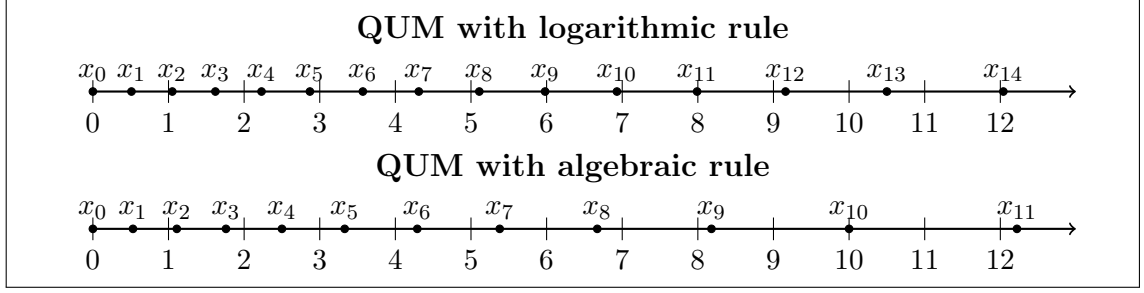 QUM with logarithmic rule
x₀ x₁ x₂ x₃ x₄ x₅ x₆ x₇ x₈ x₉ x₁₀ x₁₁ x₁₂ x₁₃ x₁₄
0 1 2 3 4 5 6 7 8 9 10 11 12
QUM with algebraic rule
x₀ x₁ x₂ x₃ x₄ x₅ x₆ x₇ x₈ x₉ x₁₀ x₁₁
0 1 2 3 4 5 6 7 8 9 10 11 12